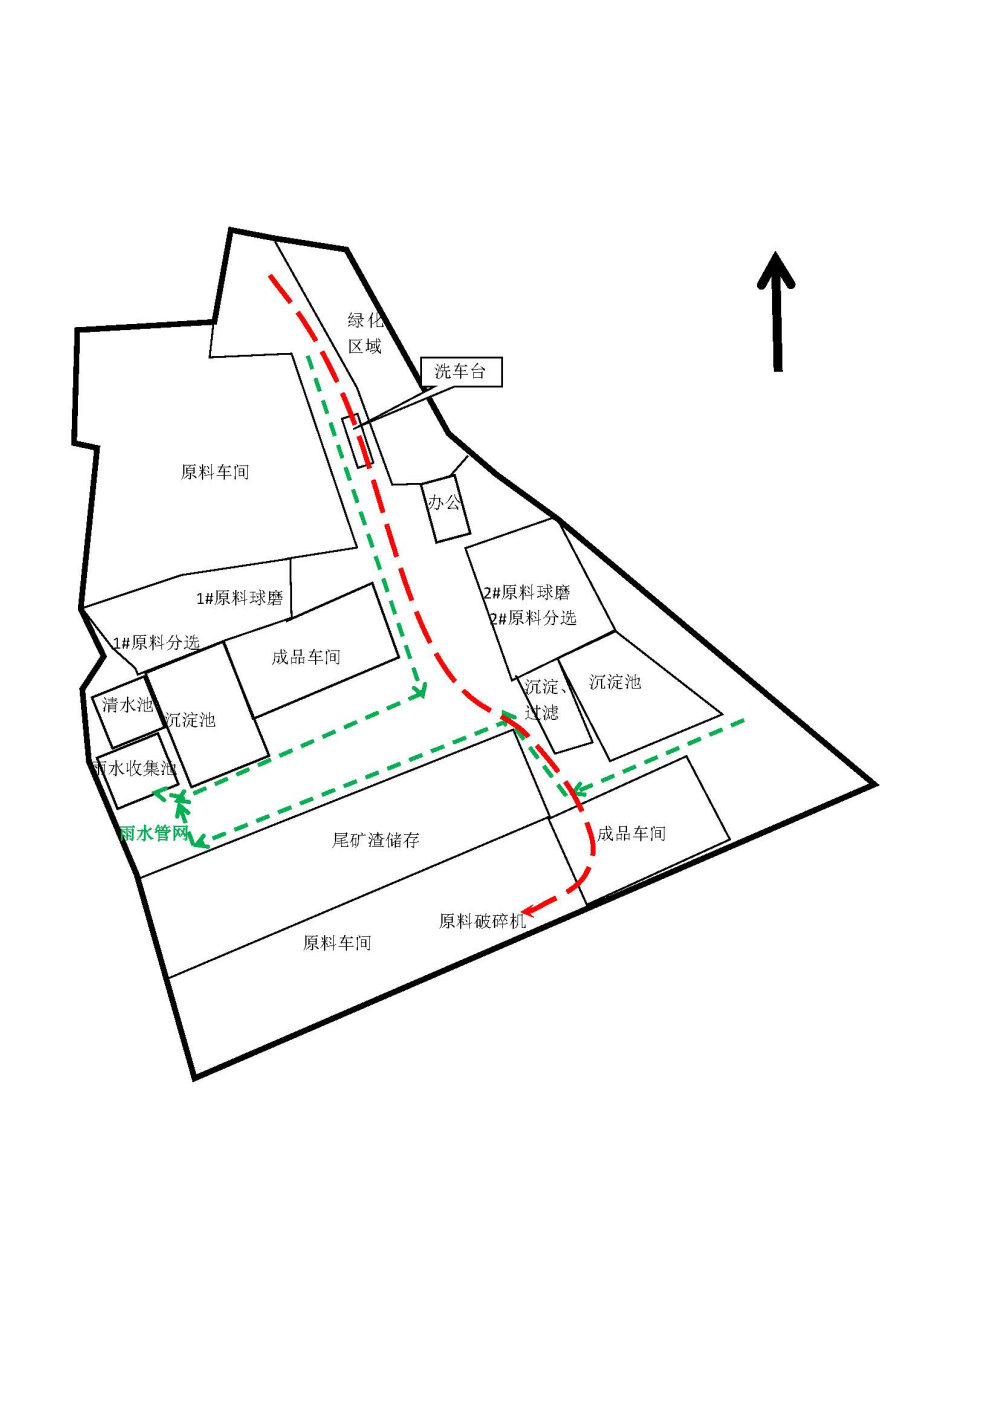 绿化
区域
洗车台
原料车间
办公
1#原料球磨
2#原料球磨
2#原料分选
1#原料分选
成品车间
沉淀、
过滤
沉淀池
清水池
沉淀池
雨水收集池
雨水管网
尾矿渣储存
成品车间
原料破碎机
原料车间